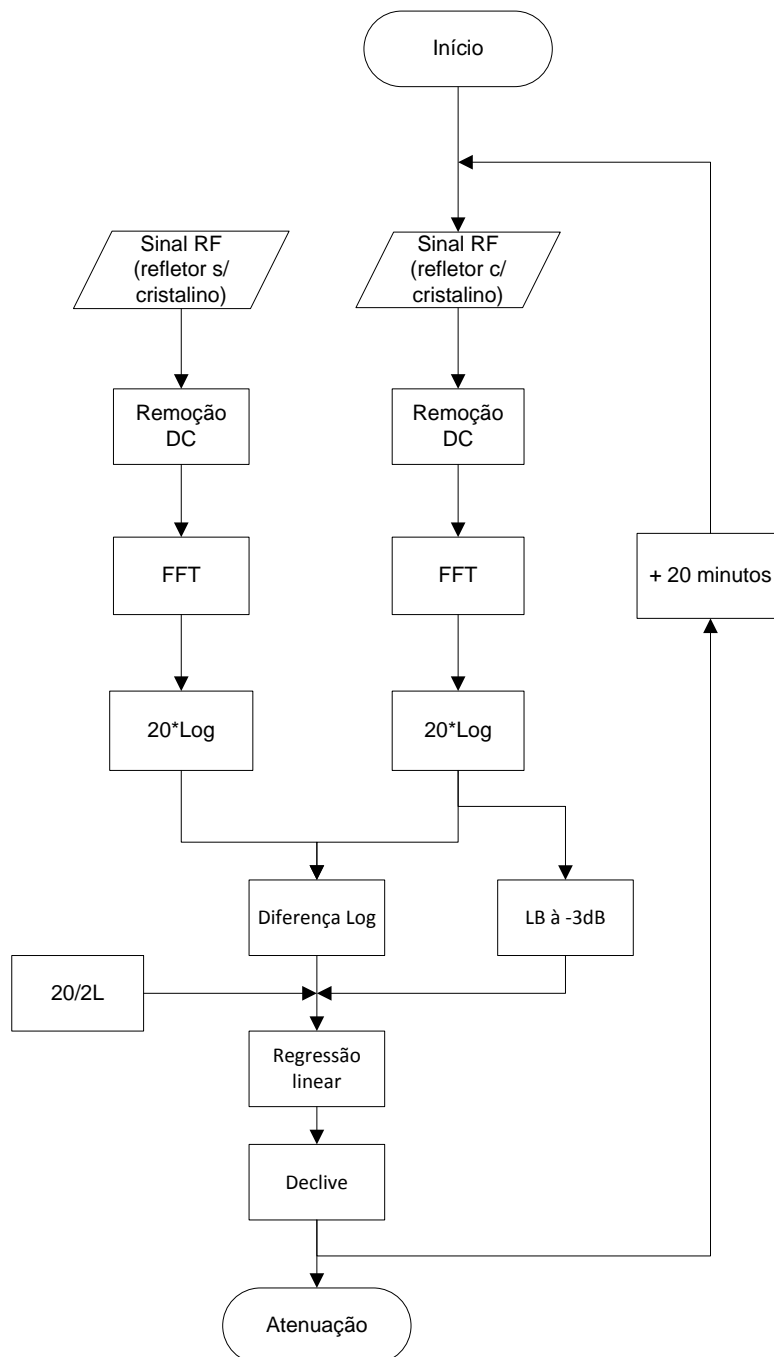 Início
Sinal RF
(refletor s/
cristalino)
Sinal RF
(refletor c/
cristalino)
Remoção
DC
Remoção
DC
FFT
FFT
+ 20 minutos
20*Log
20*Log
Diferença Log
LB à -3dB
20/2L
Regressão
linear
Declive
Atenuação